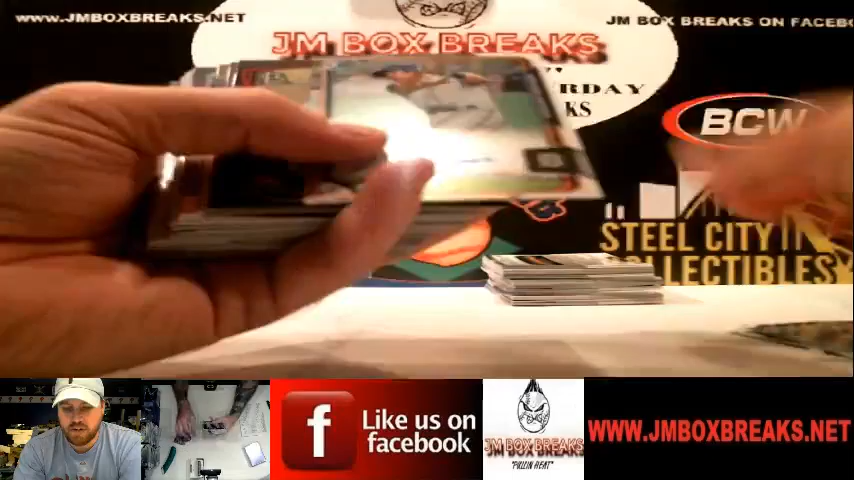 www.JMBOXBREAKS.NET
JM BOX BREAKS ON FACEBO
JM BOX BREAKS
RDAY
KS
BCW
STEEL CITY
COLLECTIBLES
f
Like us on
facebook
JM BOX BREAKS
"PULLIN HEAT"
WWW.JMBOXBREAKS.NET